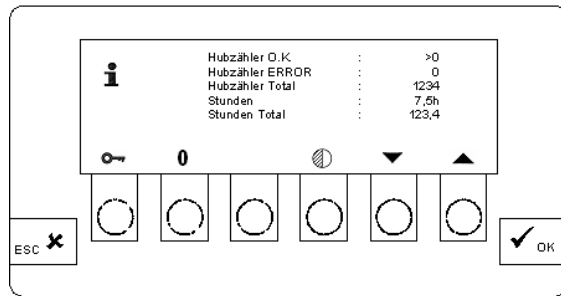 Hubzähler O.K. : >0
Hubzähler ERROR : 0
Hubzähler Total : 1234
Stunden : 7,5h
Stunden Total : 123,4
0
ESC
OK